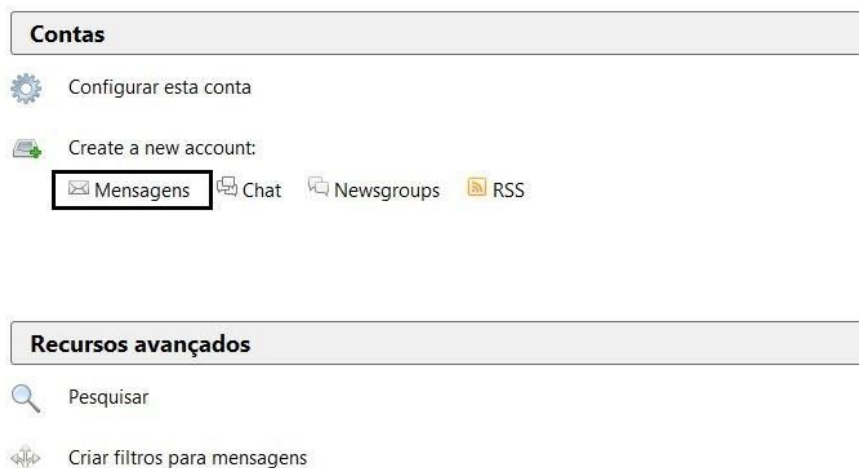 Contas
Configurar esta conta
Create a new account:
Mensagens Chat Newsgroups RSS
Recursos avançados
Pesquisar
Criar filtros para mensagens